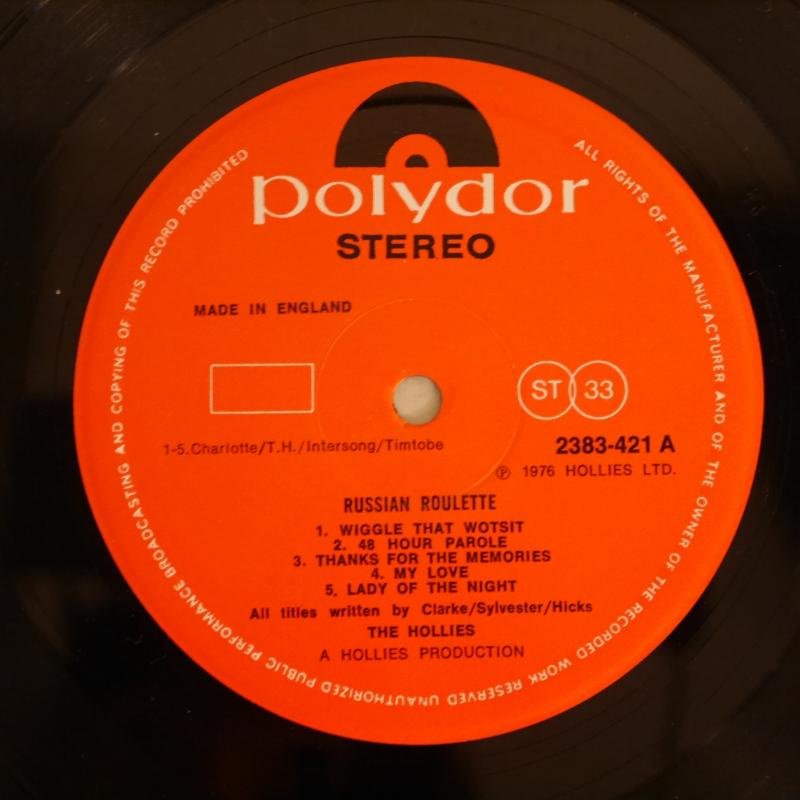 polydor
STEREO
ALL RIGHTS OF THE MANUFACTURER AND OF THE OWNER OF THE RECORDED WORK RESERVED UNAUTHORIZED PUBLIC PERFORMANCE BROADCASTING AND COPYING OF THIS RECORD PROHIBITED
MADE IN ENGLAND
ST 33
1-5.Charlotte/T.H./Intersong/Timtobe
2383-421 A
℗ 1976 HOLLIES LTD.
RUSSIAN ROULETTE
1. WIGGLE THAT WOTSIT
2. 48 HOUR PAROLE
3. THANKS FOR THE MEMORIES
4. MY LOVE
5. LADY OF THE NIGHT
All titles written by Clarke/Sylvester/Hicks
THE HOLLIES
A HOLLIES PRODUCTION